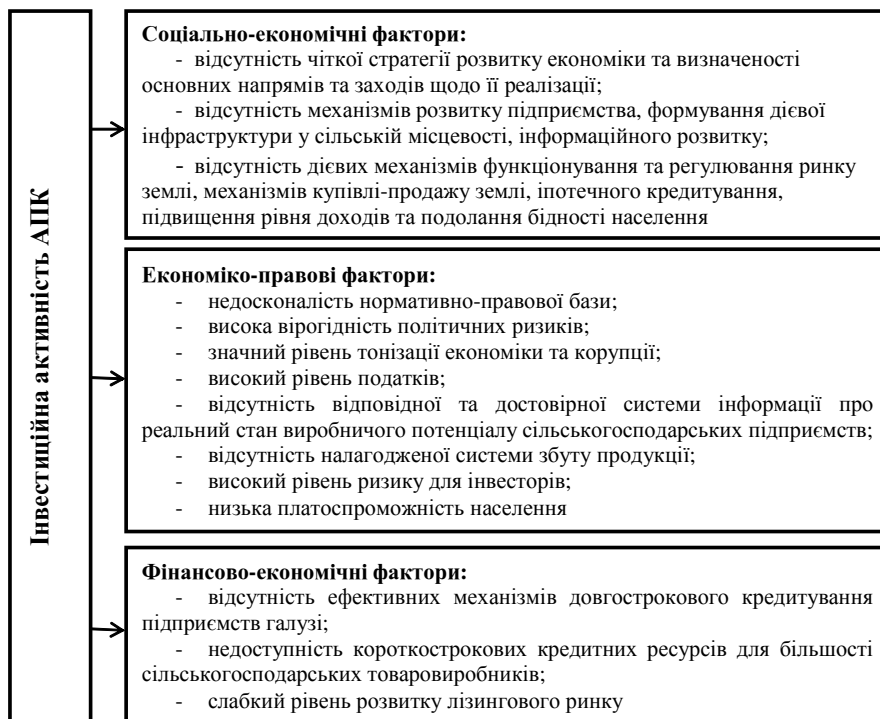 Інвестиційна активність АПК
Соціально-економічні фактори:
- відсутність чіткої стратегії розвитку економіки та визначеності
основних напрямів та заходів щодо її реалізації;
- відсутність механізмів розвитку підприємства, формування дієвої
інфраструктури у сільській місцевості, інформаційного розвитку;
- відсутність дієвих механізмів функціонування та регулювання ринку
землі, механізмів купівлі-продажу землі, іпотечного кредитування,
підвищення рівня доходів та подолання бідності населення
Економіко-правові фактори:
- недосконалість нормативно-правової бази;
- висока вірогідність політичних ризиків;
- значний рівень тонізації економіки та корупції;
- високий рівень податків;
- відсутність відповідної та достовірної системи інформації про
реальний стан виробничого потенціалу сільськогосподарських підприємств;
- відсутність налагодженої системи збуту продукції;
- високий рівень ризику для інвесторів;
- низька платоспроможність населення
Фінансово-економічні фактори:
- відсутність ефективних механізмів довгострокового кредитування
підприємств галузі;
- недоступність короткострокових кредитних ресурсів для більшості
сільськогосподарських товаровиробників;
- слабкий рівень розвитку лізингового ринку